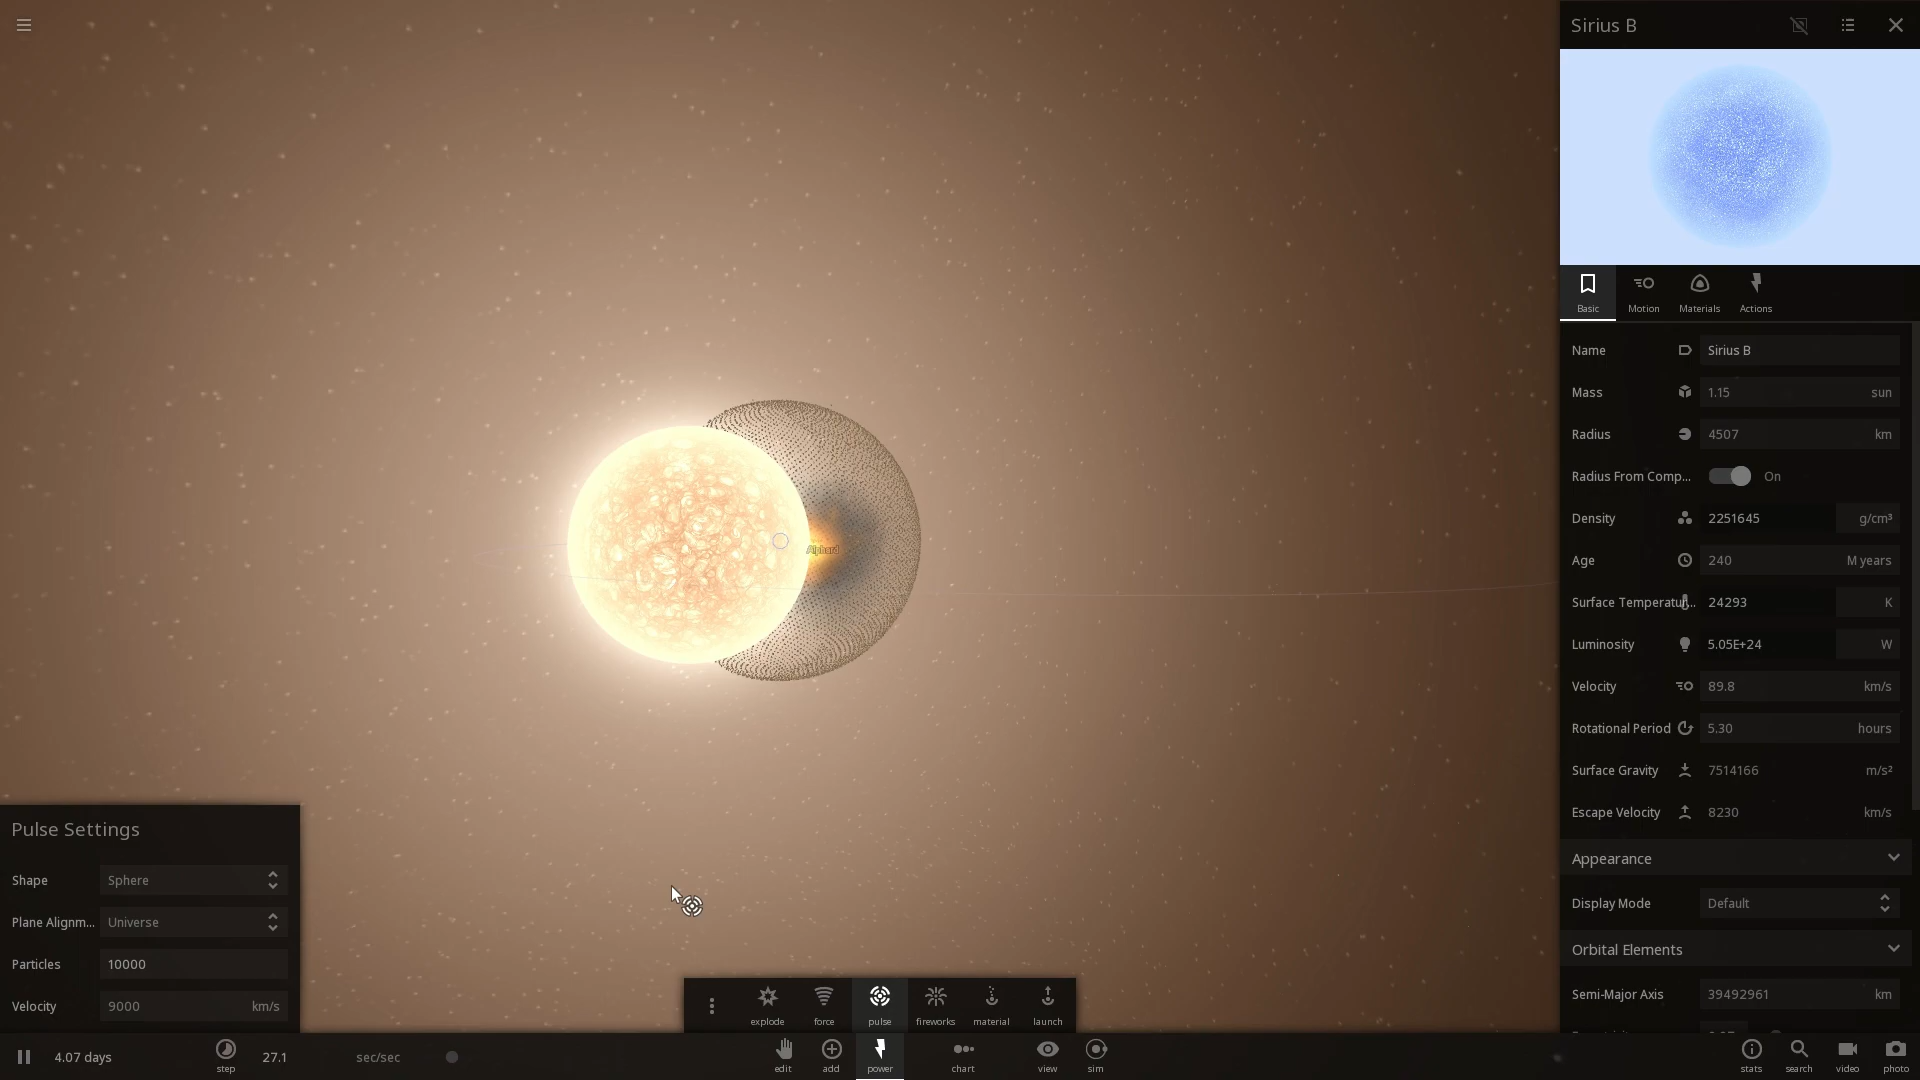 Sirius B
Basic
Motion
Materials
Actions
Name
Sirius B
Mass
1.15
sun
Radius
4507
km
Radius From Comp...
On
Density
2251645
g/cm³
Age
240
M years
Surface Temperatur...
24293
K
Luminosity
5.05E+24
W
Velocity
89.8
km/s
Rotational Period
5.30
hours
Surface Gravity
7514166
m/s²
Escape Velocity
8230
km/s
Appearance
Display Mode
Default
Orbital Elements
Semi-Major Axis
39492961
km
Alphard
Pulse Settings
Shape
Sphere
Plane Alignm...
Universe
Particles
10000
Velocity
9000
km/s
explode
force
pulse
fireworks
material
launch
4.07 days
step
27.1
sec/sec
edit
add
power
chart
view
sim
stats
search
video
photo